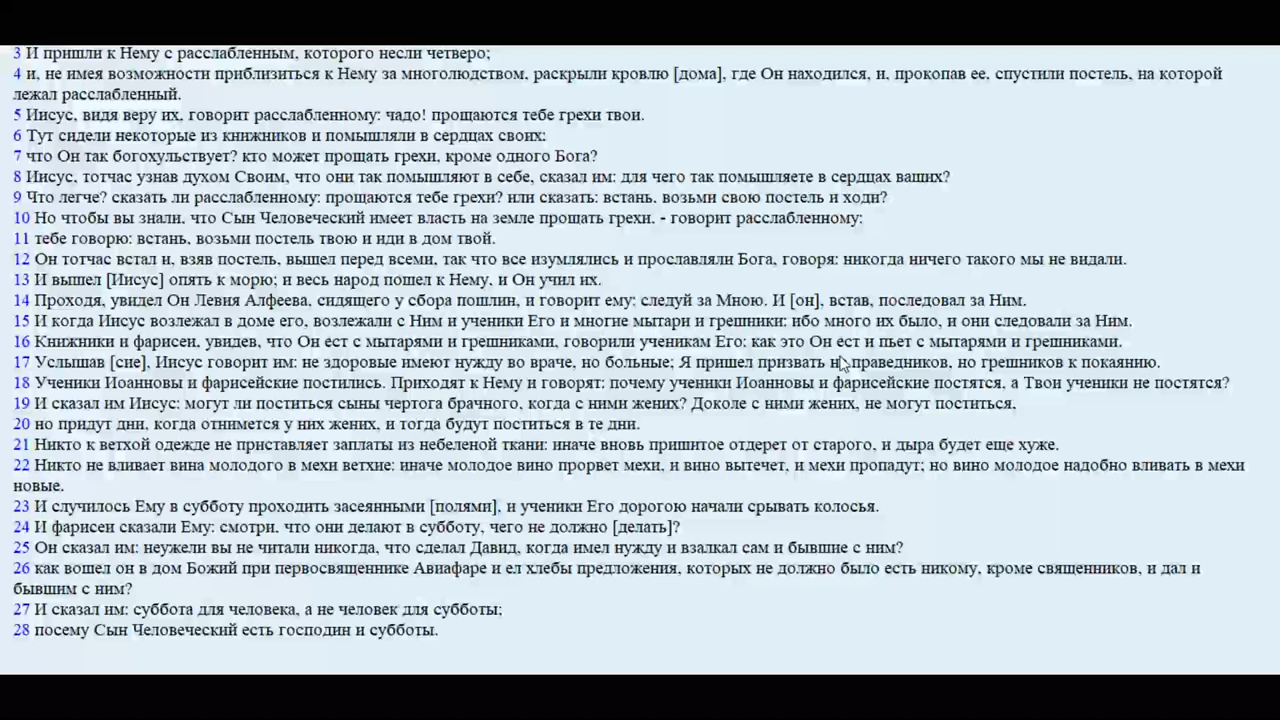 3 И пришли к Нему с расслабленным, которого несли четверо;
4 и, не имея возможности приблизиться к Нему за многолюдством, раскрыли кровлю [дома], где Он находился, и, прокопав ее, спустили постель, на которой
лежал расслабленный.
5 Иисус, видя веру их, говорит расслабленному: чадо! прощаются тебе грехи твои.
6 Тут сидели некоторые из книжников и помышляли в сердцах своих:
7 что Он так богохульствует? кто может прощать грехи, кроме одного Бога?
8 Иисус, тотчас узнав духом Своим, что они так помышляют в себе, сказал им: для чего так помышляете в сердцах ваших?
9 Что легче? сказать ли расслабленному: прощаются тебе грехи? или сказать: встань, возьми свою постель и ходи?
10 Но чтобы вы знали, что Сын Человеческий имеет власть на земле прощать грехи, - говорит расслабленному:
11 тебе говорю: встань, возьми постель твою и иди в дом твой.
12 Он тотчас встал и, взяв постель, вышел перед всеми, так что все изумлялись и прославляли Бога, говоря: никогда ничего такого мы не видали.
13 И вышел [Иисус] опять к морю; и весь народ пошел к Нему, и Он учил их.
14 Проходя, увидел Он Левия Алфеева, сидящего у сбора пошлин, и говорит ему: следуй за Мною. И [он], встав, последовал за Ним.
15 И когда Иисус возлежал в доме его, возлежали с Ним и ученики Его и многие мытари и грешники: ибо много их было, и они следовали за Ним.
16 Книжники и фарисеи, увидев, что Он ест с мытарями и грешниками, говорили ученикам Его: как это Он ест и пьет с мытарями и грешниками.
17 Услышав [сие], Иисус говорит им: не здоровые имеют нужду во враче, но больные; Я пришел призвать не праведников, но грешников к покаянию.
18 Ученики Иоанновы и фарисейские постились. Приходят к Нему и говорят: почему ученики Иоанновы и фарисейские постятся, а Твои ученики не постятся?
19 И сказал им Иисус: могут ли поститься сыны чертога брачного, когда с ними жених? Доколе с ними жених, не могут поститься,
20 но придут дни, когда отнимется у них жених, и тогда будут поститься в те дни.
21 Никто к ветхой одежде не приставляет заплаты из небеленой ткани: иначе вновь пришитое отдерет от старого, и дыра будет еще хуже.
22 Никто не вливает вина молодого в мехи ветхие: иначе молодое вино прорвет мехи, и вино вытечет, и мехи пропадут; но вино молодое надобно вливать в мехи
новые.
23 И случилось Ему в субботу проходить засеянными [полями], и ученики Его дорогою начали срывать колосья.
24 И фарисеи сказали Ему: смотри, что они делают в субботу, чего не должно [делать]?
25 Он сказал им: неужели вы не читали никогда, что сделал Давид, когда имел нужду и взалкал сам и бывшие с ним?
26 как вошел он в дом Божий при первосвященнике Авиафаре и ел хлебы предложения, которых не должно было есть никому, кроме священников, и дал и
бывшим с ним?
27 И сказал им: суббота для человека, а не человек для субботы;
28 посему Сын Человеческий есть господин и субботы.